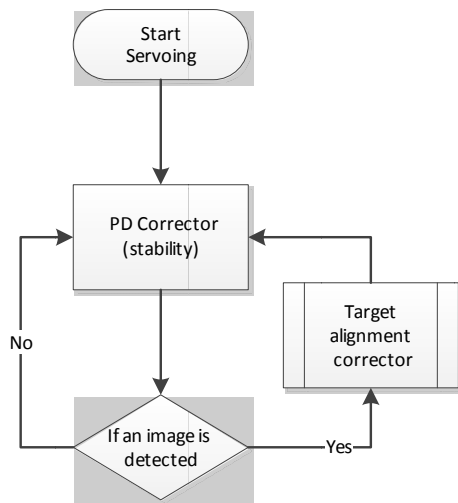 Start
Servoing
PD Corrector
(stability)
Target
alignment
corrector
No
If an image is
detected
Yes